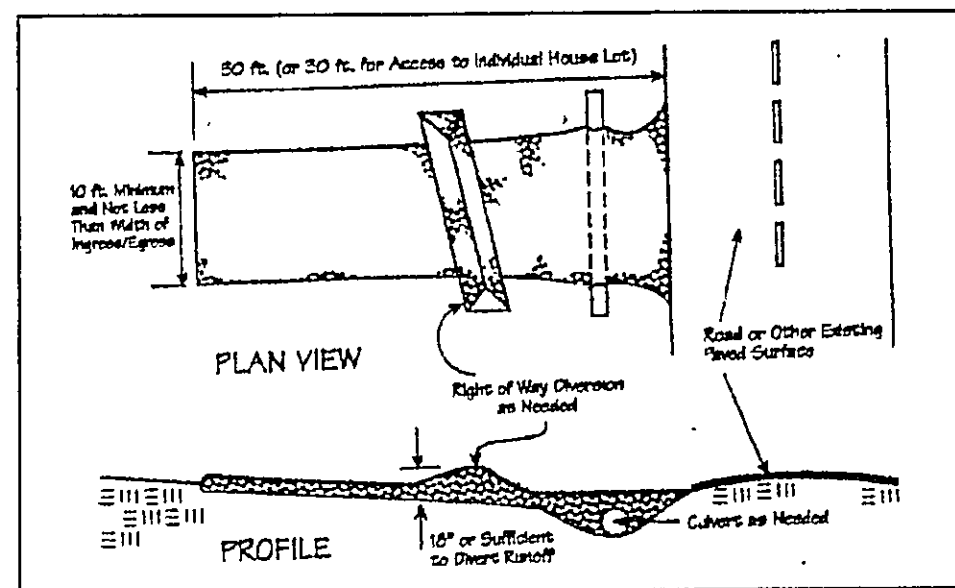 50 ft. (or 30 ft. for Access to Individual House Lot)
10 ft. Minimum
and Not Less
Than Width of
Ingress/Egress
PLAN VIEW
Road or Other Existing
Paved Surface
Right of Way Diversion
as Needed
Culvert as Needed
18" or Sufficient
to Divert Runoff
PROFILE